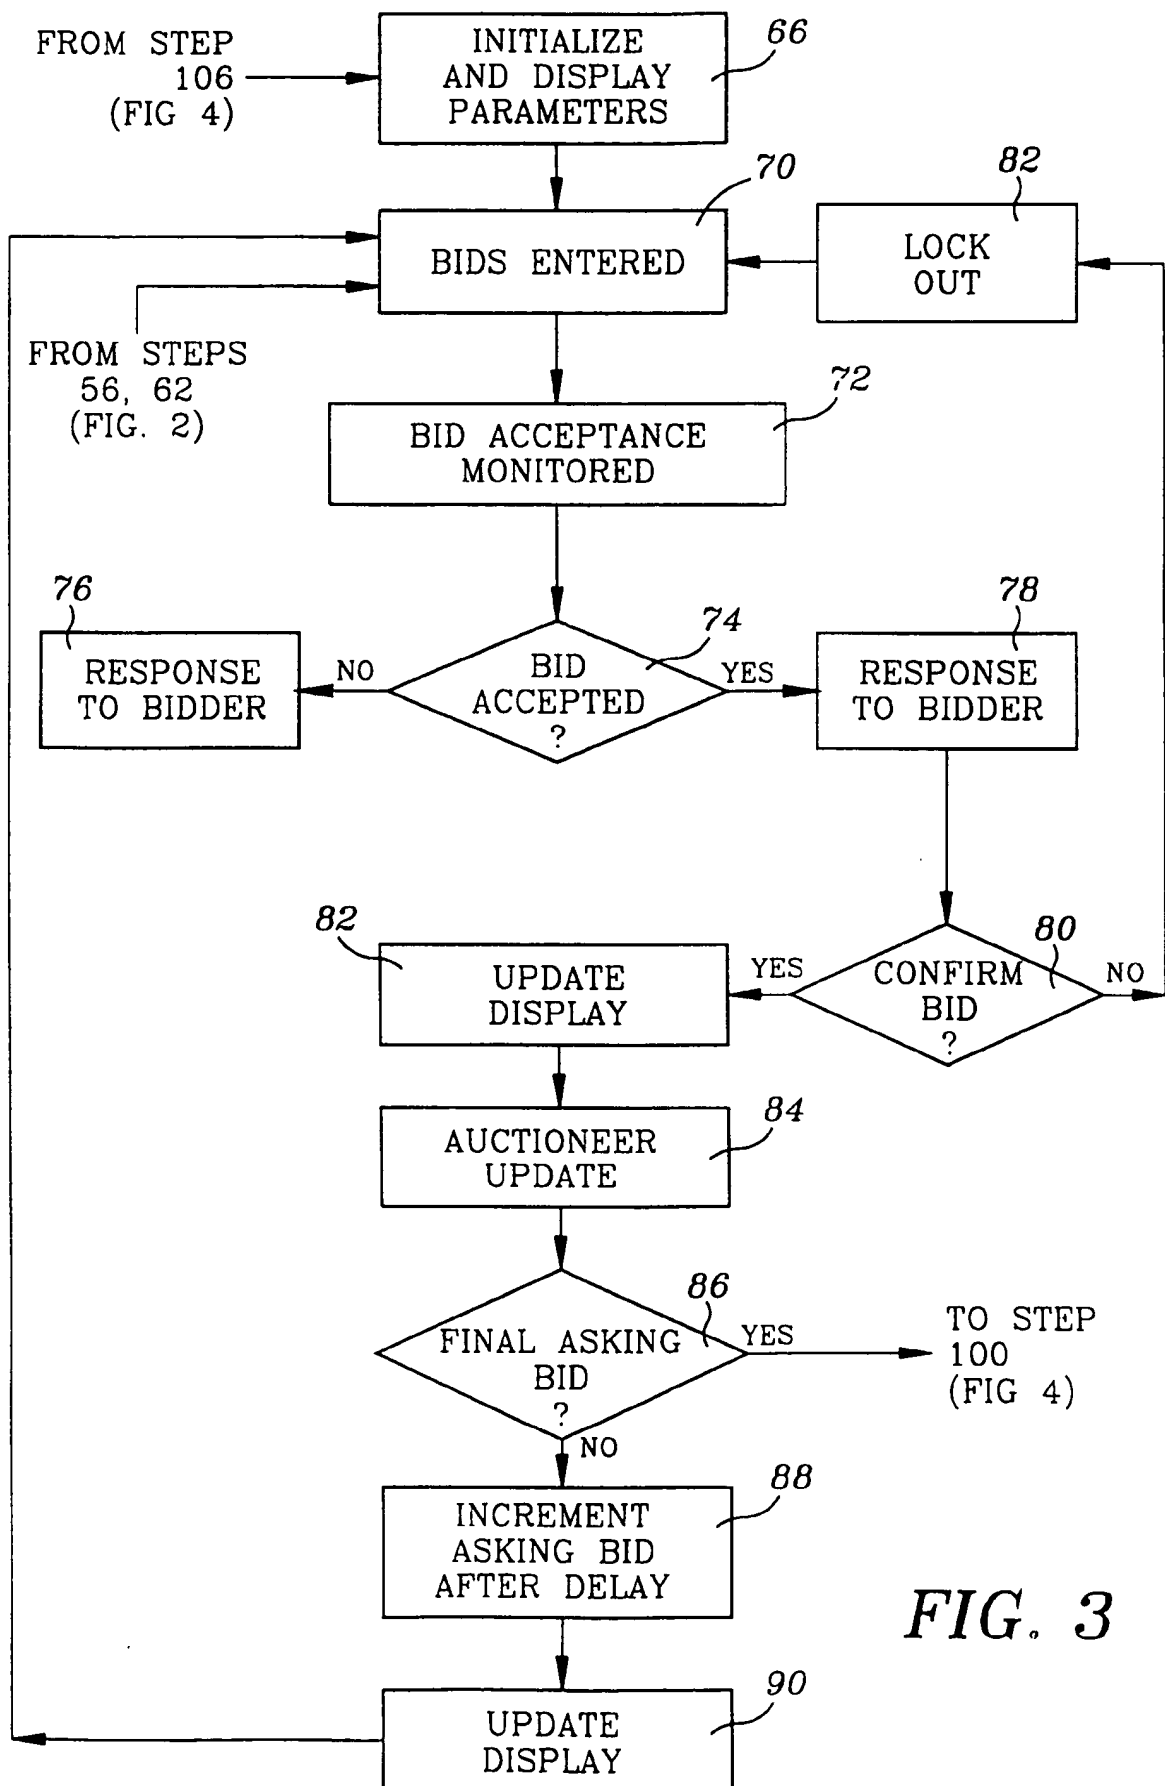 FROM STEP
106
(FIG 4)
INITIALIZE
AND DISPLAY
PARAMETERS
66
70
BIDS ENTERED
82
LOCK
OUT
FROM STEPS
56, 62
(FIG. 2)
72
BID ACCEPTANCE
MONITORED
76
RESPONSE
TO BIDDER
NO
74
BID
ACCEPTED
?
YES
78
RESPONSE
TO BIDDER
82
UPDATE
DISPLAY
YES
80
CONFIRM
BID
?
NO
84
AUCTIONEER
UPDATE
86
FINAL ASKING
BID
?
YES
TO STEP
100
(FIG 4)
NO
88
INCREMENT
ASKING BID
AFTER DELAY
FIG. 3
90
UPDATE
DISPLAY